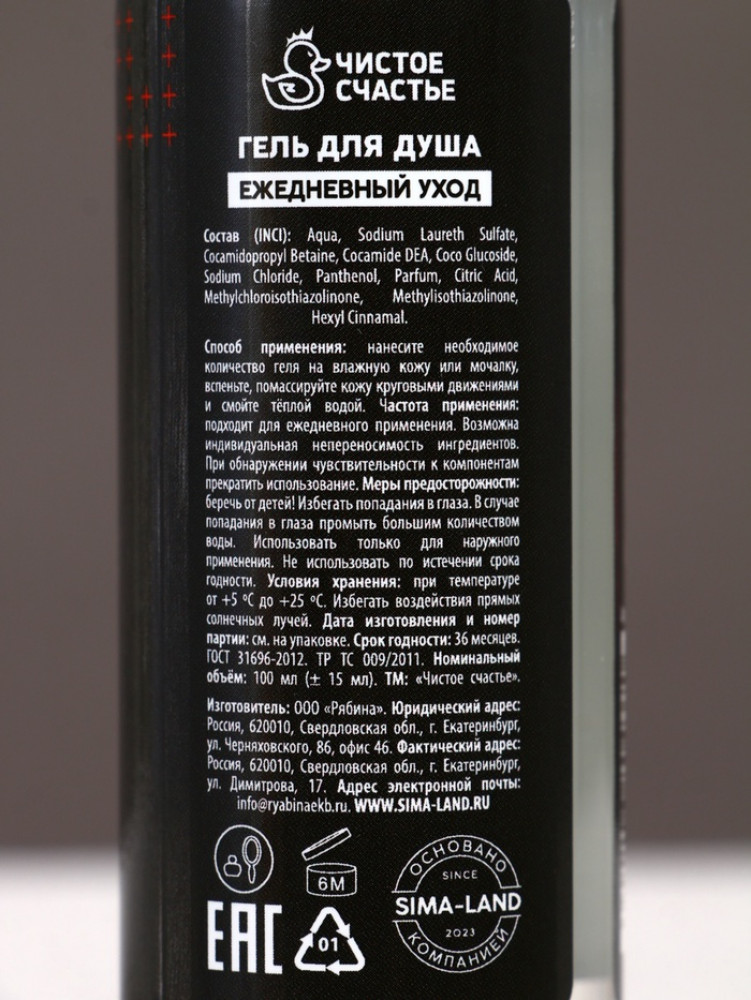 ЧИСТОЕ
СЧАСТЬЕ
ГЕЛЬ ДЛЯ ДУША
ЕЖЕДНЕВНЫЙ УХОД
Состав (INCI): Aqua, Sodium Laureth Sulfate,
Cocamidopropyl Betaine, Cocamide DEA, Coco Glucoside,
Sodium Chloride, Panthenol, Parfum, Citric Acid,
Methylchloroisothiazolinone, Methylisothiazolinone,
Hexyl Cinnamal.
Способ применения: нанесите необходимое
количество геля на влажную кожу или мочалку,
вспеньте, помассируйте кожу круговыми движениями
и смойте тёплой водой. Частота применения:
подходит для ежедневного применения. Возможна
индивидуальная непереносимость ингредиентов.
При обнаружении чувствительности к компонентам
прекратить использование. Меры предосторожности:
беречь от детей! Избегать попадания в глаза. В случае
попадания в глаза промыть большим количеством
воды. Использовать только для наружного
применения. Не использовать по истечении срока
годности. Условия хранения: при температуре
от +5 ºC до +25 ºC. Избегать воздействия прямых
солнечных лучей. Дата изготовления и номер
партии: см. на упаковке. Срок годности: 36 месяцев.
ГОСТ 31696-2012. ТР ТС 009/2011. Номинальный
объём: 100 мл (± 15 мл). ТМ: «Чистое счастье».
Изготовитель: ООО «Рябина». Юридический адрес:
Россия, 620010, Свердловская обл., г. Екатеринбург,
ул. Черняховского, 86, офис 46. Фактический адрес:
Россия, 620010, Свердловская обл., г. Екатеринбург,
ул. Димитрова, 17. Адрес электронной почты:
info@ryabinaekb.ru. WWW.SIMA-LAND.RU
6M
EAC
01
ОСНОВАНО
SINCE
SIMA-LAND
2023
КОМПАНИЕЙ